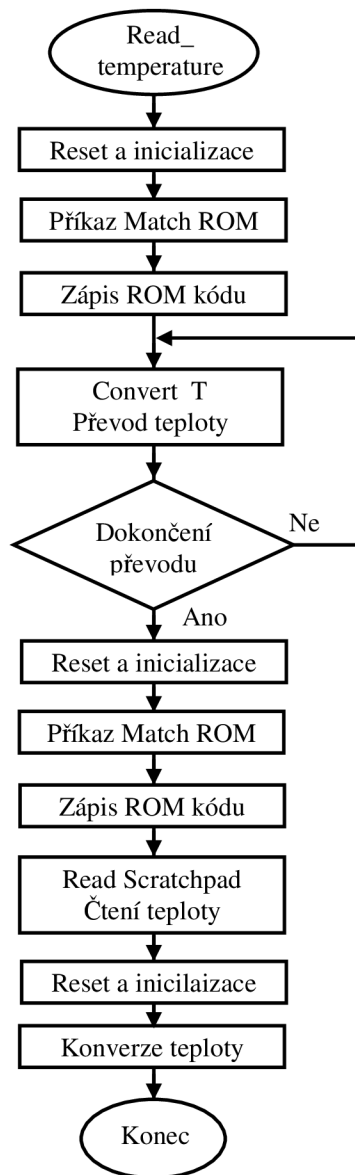 Read_
temperature
Reset a inicializace
Příkaz Match ROM
Zápis ROM kódu
Convert T
Převod teploty
Dokončení
převodu
Ne
Ano
Reset a inicializace
Příkaz Match ROM
Zápis ROM kódu
Read Scratchpad
Čtení teploty
Reset a inicilaizace
Konverze teploty
Konec